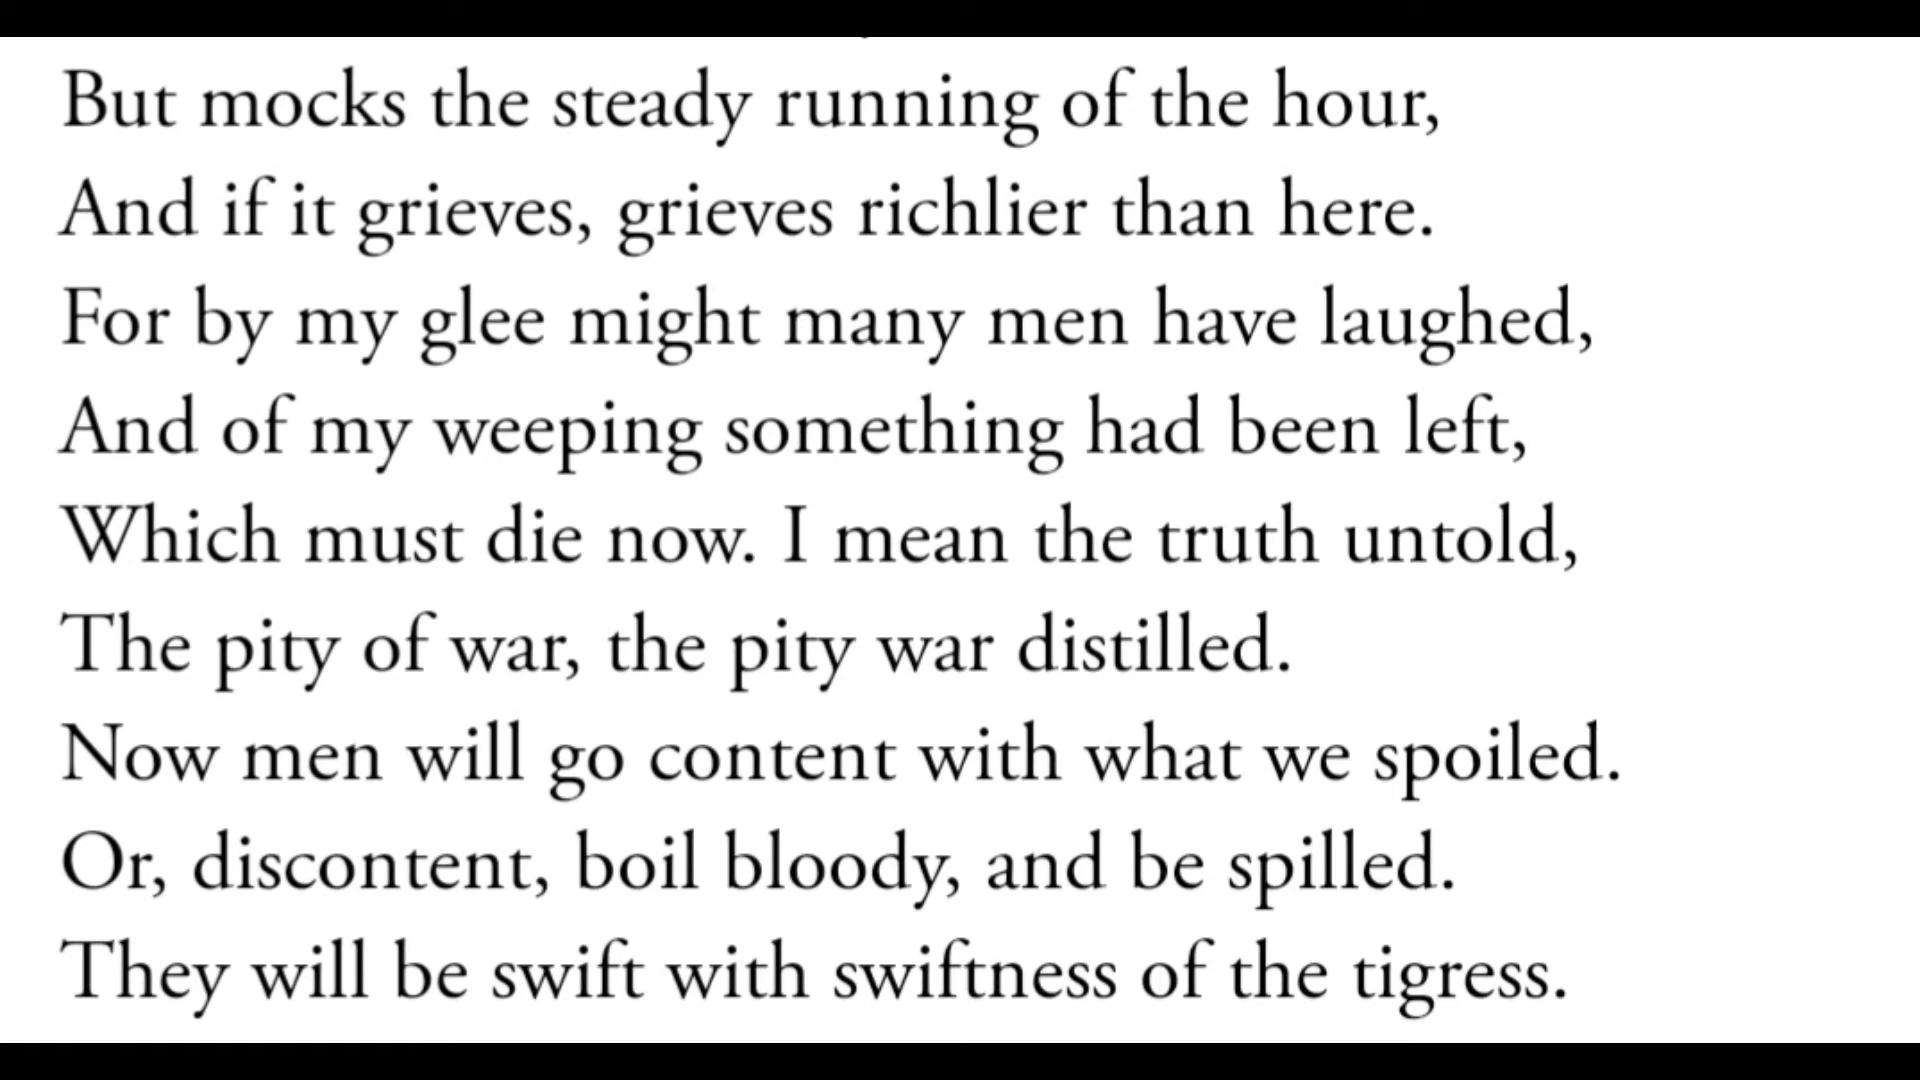 But mocks the steady running of the hour,
And if it grieves, grieves richlier than here.
For by my glee might many men have laughed,
And of my weeping something had been left,
Which must die now. I mean the truth untold,
The pity of war, the pity war distilled.
Now men will go content with what we spoiled.
Or, discontent, boil bloody, and be spilled.
They will be swift with swiftness of the tigress.